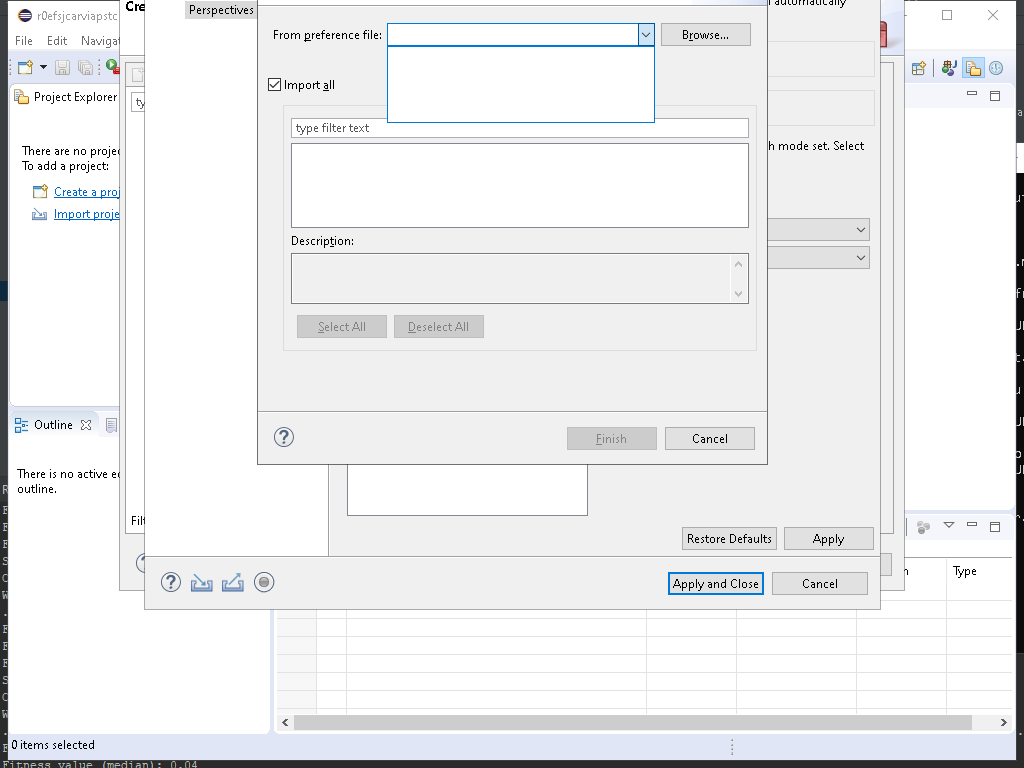 r0efsjcarviapstc
Cre
Perspectives
automatically
File
Edit
Navigat
From preference file:
Browse...
Project Explorer
ty
Import all
type filter text
h mode set. Select
There are no projec
To add a project:
Create a proj
Import proje
Description:
Select All
Deselect All
Outline
Finish
Cancel
There is no active ed
outline.
Filt
Restore Defaults
Apply
Type
Apply and Close
Cancel
0 items selected
Fitness value (median): 0.04